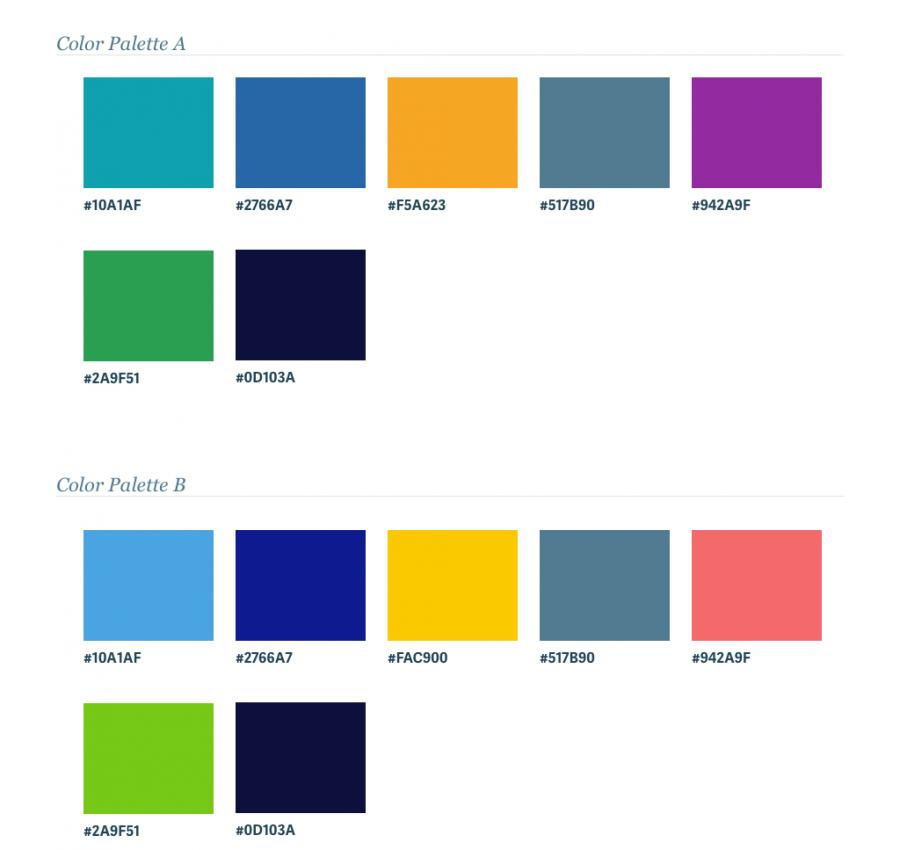 Color Palette A
#10A1AF #2766A7 #F5A623 #517B90 #942A9F
#2A9F51 #0D103A
Color Palette B
#10A1AF #2766A7 #FAC900 #517B90 #942A9F
#2A9F51 #0D103A